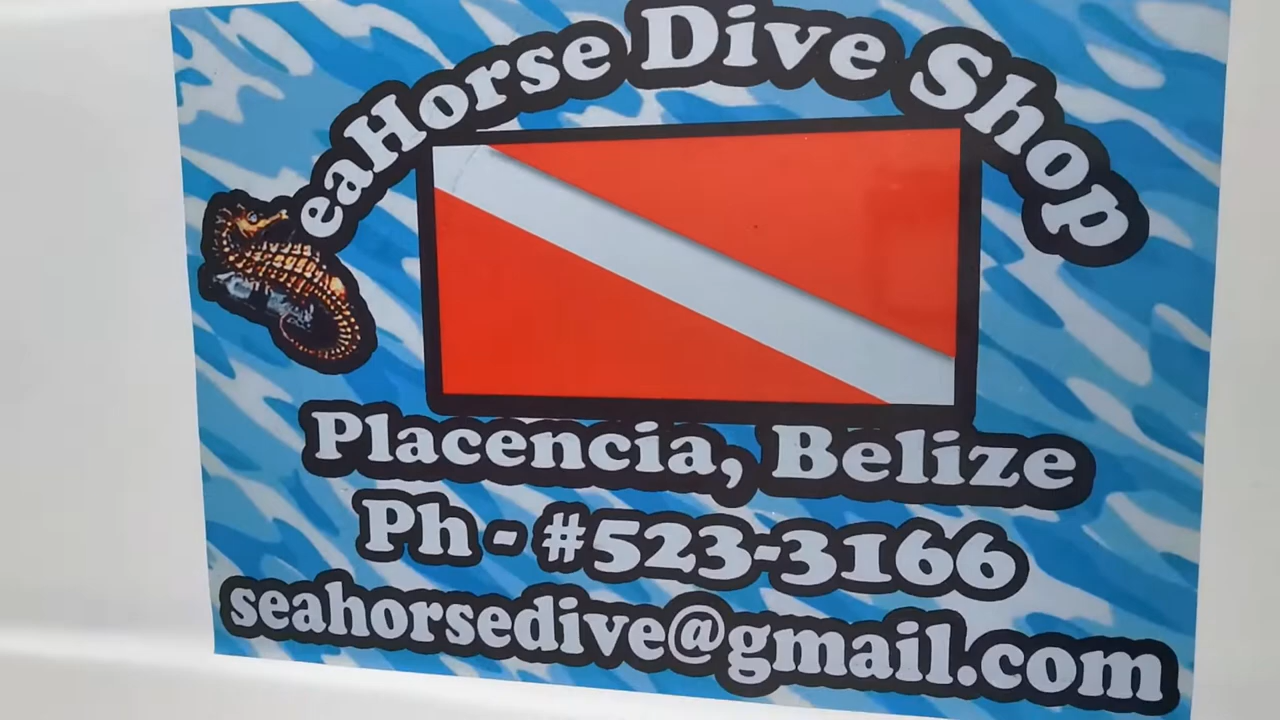 eaHorse Dive Shop
Placencia, Belize
Ph - #523-3166
seahorsedive@gmail.com